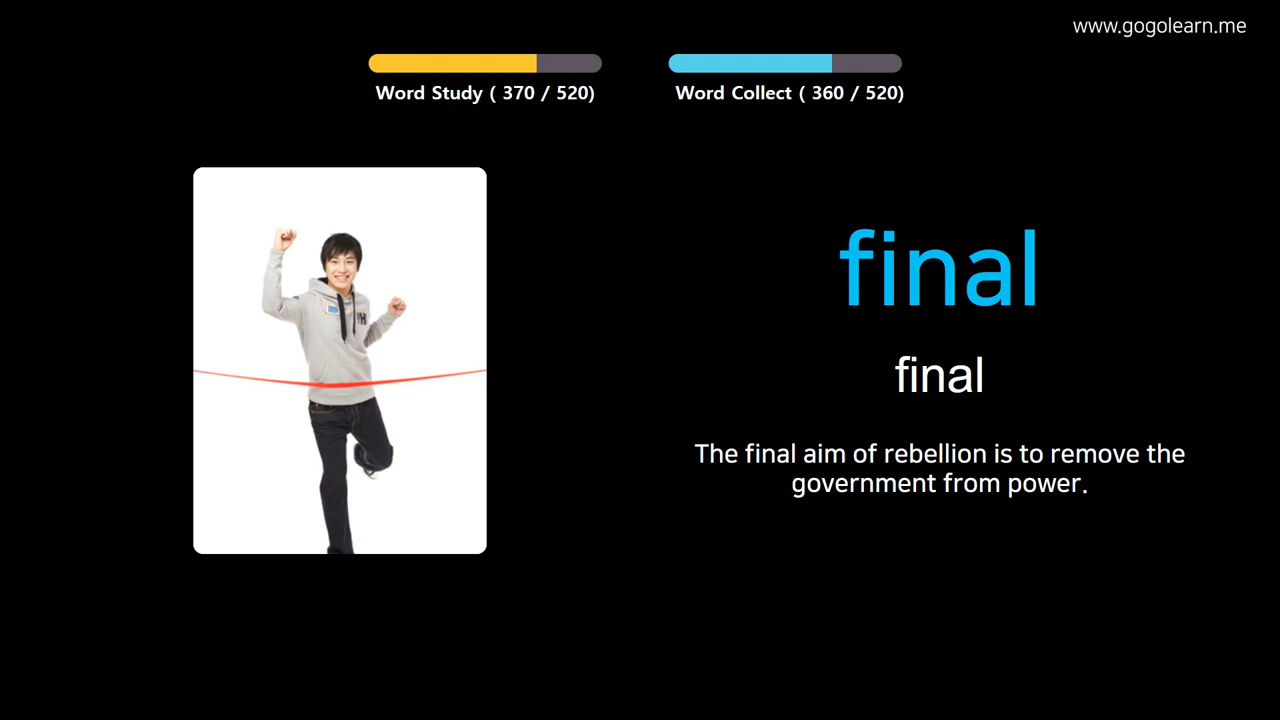 www.gogolearn.me
Word Study ( 370 / 520)
Word Collect ( 360 / 520)
final
final
The final aim of rebellion is to remove the
government from power.